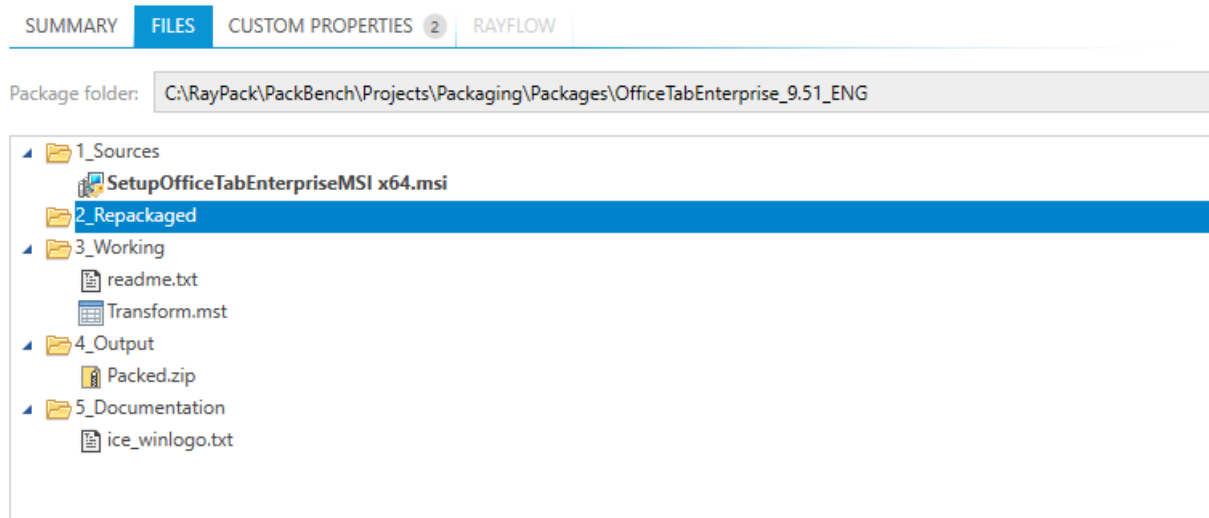 SUMMARY FILES CUSTOM PROPERTIES 2 RAYFLOW
Package folder: C:\RayPack\PackBench\Projects\Packaging\Packages\OfficeTabEnterprise_9.51_ENG
1_Sources
SetupOfficeTabEnterpriseMSI x64.msi
2_Repackaged
3_Working
readme.txt
Transform.mst
4_Output
Packed.zip
5_Documentation
ice_winlogo.txt